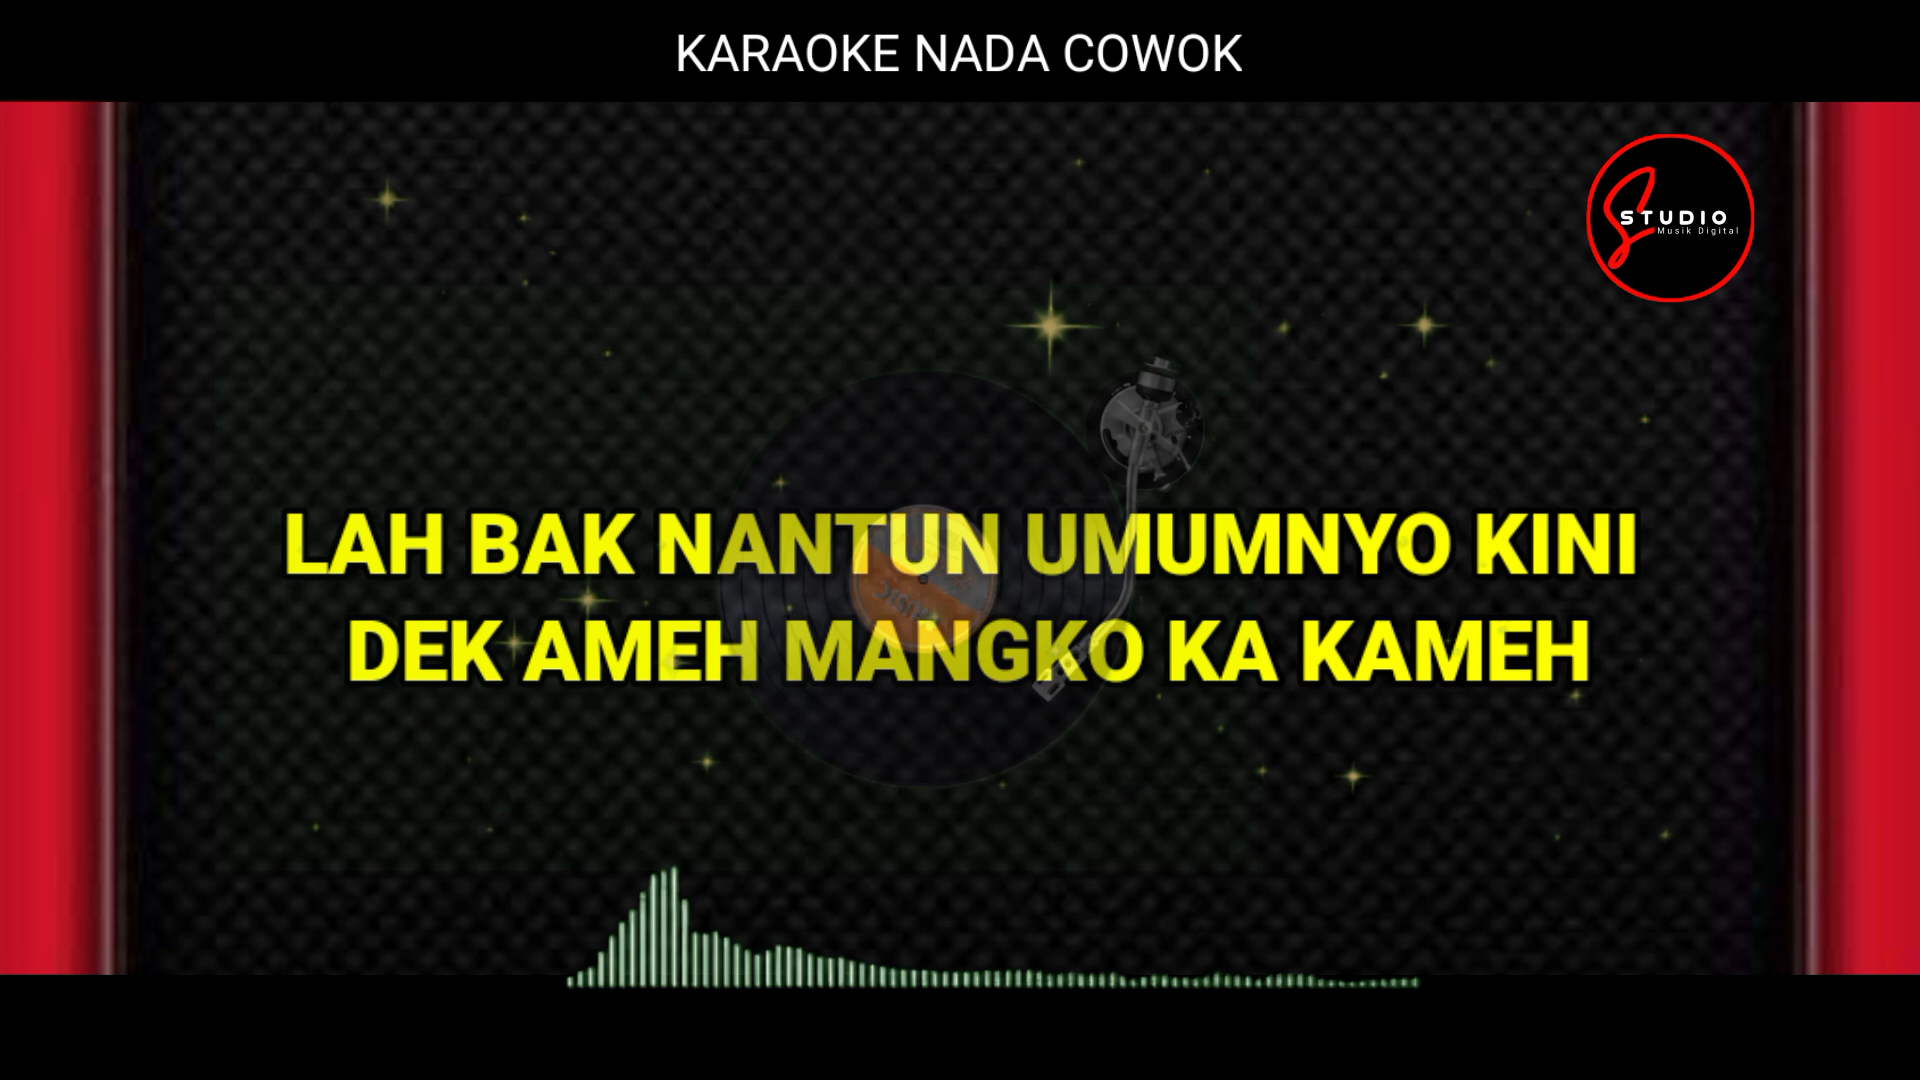 KARAOKE NADA COWOK
STUDIO
Musik Digital
LAH BAK NANTUN UMUMNYO KINI
DEK AMEH MANGKO KA KAMEH